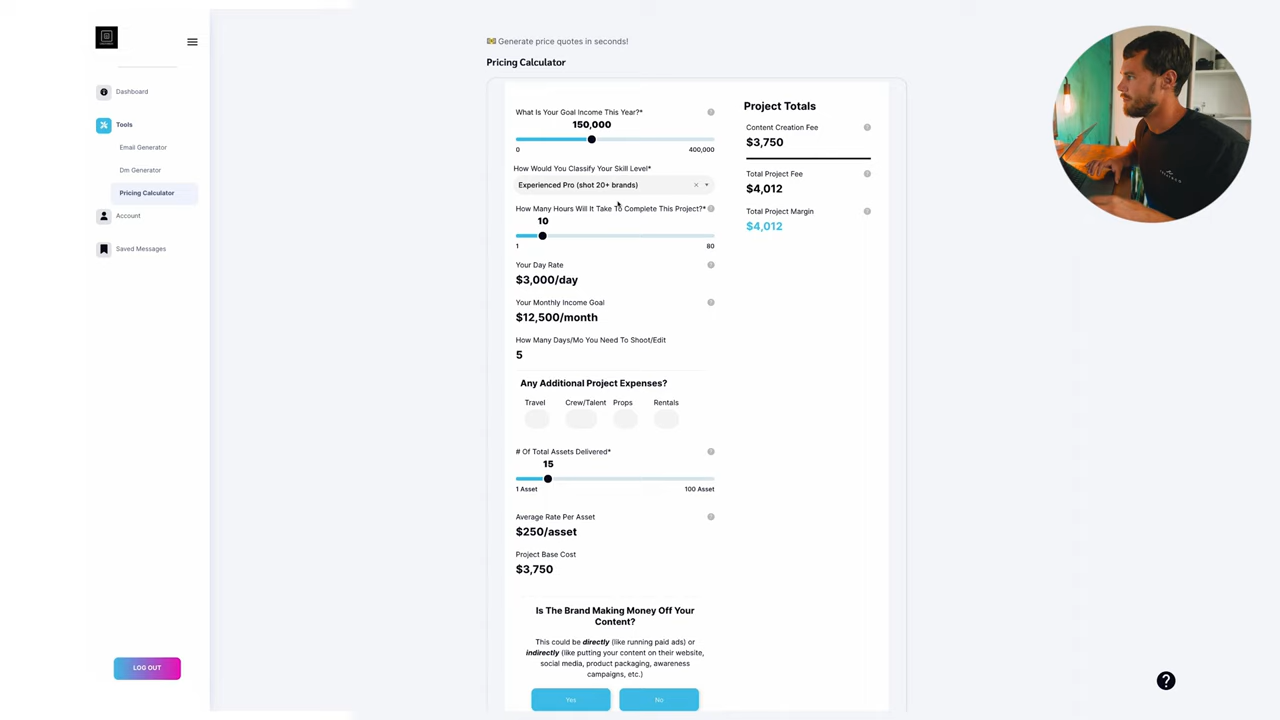 Dashboard
Tools
Email Generator
Dm Generator
Pricing Calculator
Account
Saved Messages
LOG OUT
Generate price quotes in seconds!
Pricing Calculator
What Is Your Goal Income This Year?*
150,000
0
400,000
How Would You Classify Your Skill Level*
Experienced Pro (shot 20+ brands)
How Many Hours Will It Take To Complete This Project?*
10
1
80
Your Day Rate
$3,000/day
Your Monthly Income Goal
$12,500/month
How Many Days/Mo You Need To Shoot/Edit
5
Any Additional Project Expenses?
Travel Crew/Talent Props Rentals
# Of Total Assets Delivered*
15
1 Asset
100 Asset
Average Rate Per Asset
$250/asset
Project Base Cost
$3,750
Is The Brand Making Money Off Your
Content?
This could be directly (like running paid ads) or
indirectly (like putting your content on their website,
social media, product packaging, awareness
campaigns, etc.)
Yes
No
Project Totals
Content Creation Fee
$3,750
Total Project Fee
$4,012
Total Project Margin
$4,012